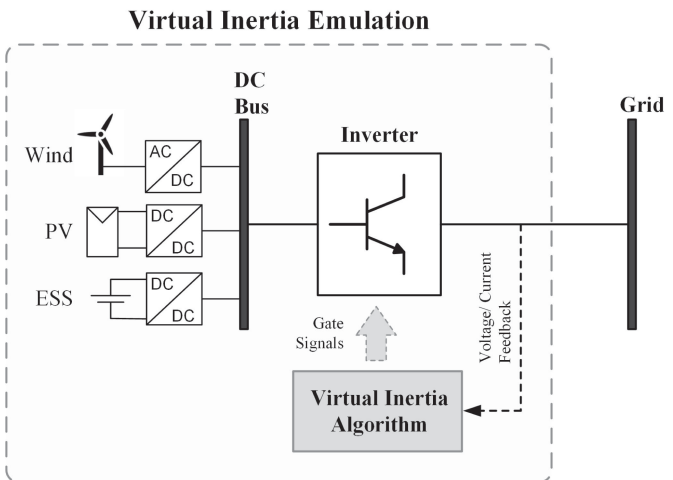 Virtual Inertia Emulation
DC
Bus
Grid
Inverter
Wind
AC
DC
PV
DC
DC
ESS
DC
DC
Gate
Signals
Voltage/ Current
Feedback
Virtual Inertia
Algorithm